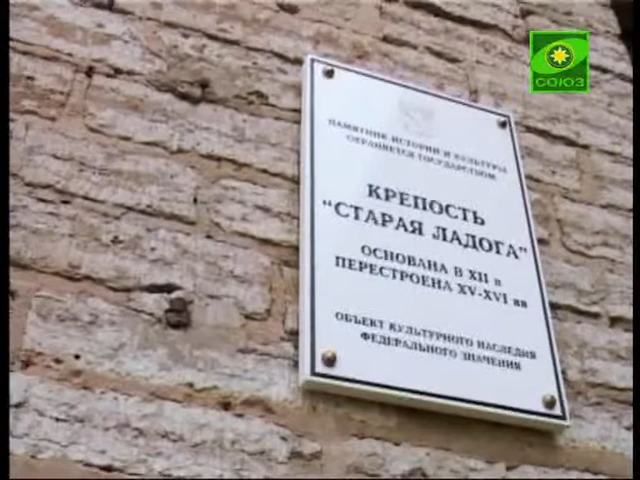 СОЮЗ
ПАМЯТНИК ИСТОРИИ И КУЛЬТУРЫ
ОХРАНЯЕТСЯ ГОСУДАРСТВОМ
КРЕПОСТЬ
"СТАРАЯ ЛАДОГА"
ОСНОВАНА В XII в
ПЕРЕСТРОЕНА XV-XVI вв
ОБЪЕКТ КУЛЬТУРНОГО НАСЛЕДИЯ
ФЕДЕРАЛЬНОГО ЗНАЧЕНИЯ